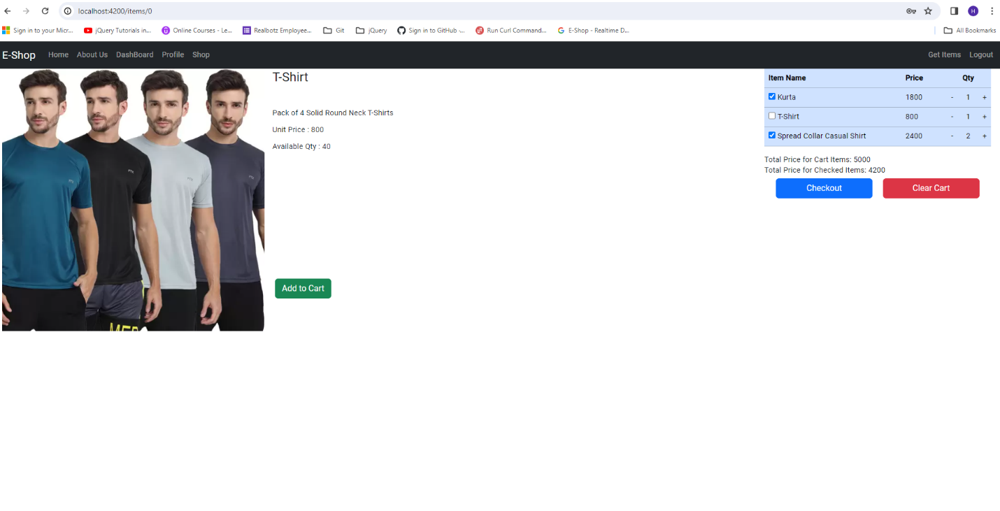 localhost:4200/items/0
H
Sign in to your Micr...
jQuery Tutorials in...
Online Courses - Le...
Realbotz Employee...
Git
jQuery
Sign in to GitHub ·...
Run Curl Command...
E-Shop - Realtime D...
All Bookmarks
E-Shop
Home
About Us
DashBoard
Profile
Shop
Get Items
Logout
T-Shirt
Pack of 4 Solid Round Neck T-Shirts
Unit Price : 800
Available Qty : 40
Add to Cart
Item Name Price Qty
Kurta 1800 - 1 +
T-Shirt 800 - 1 +
Spread Collar Casual Shirt 2400 - 2 +
Total Price for Cart Items: 5000
Total Price for Checked Items: 4200
Checkout
Clear Cart